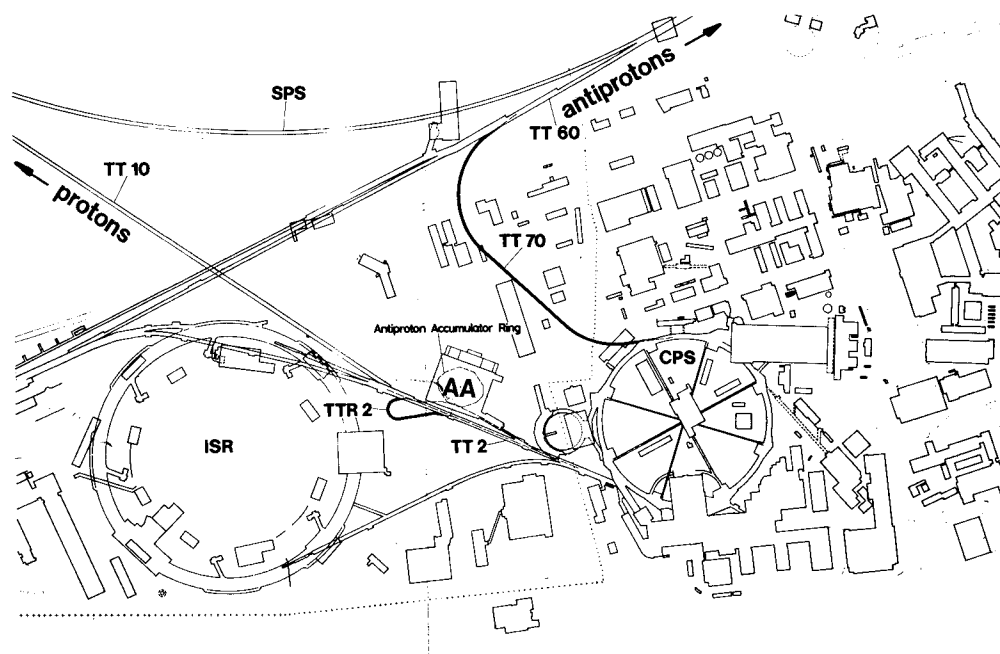 SPS
antiprotons
TT 60
TT 10
protons
TT 70
Antiproton Accumulator Ring
CPS
AA
TTR 2
TT 2
ISR